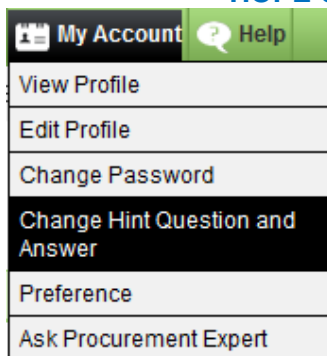 My Account Help
View Profile
Edit Profile
Change Password
Change Hint Question and
Answer
Preference
Ask Procurement Expert